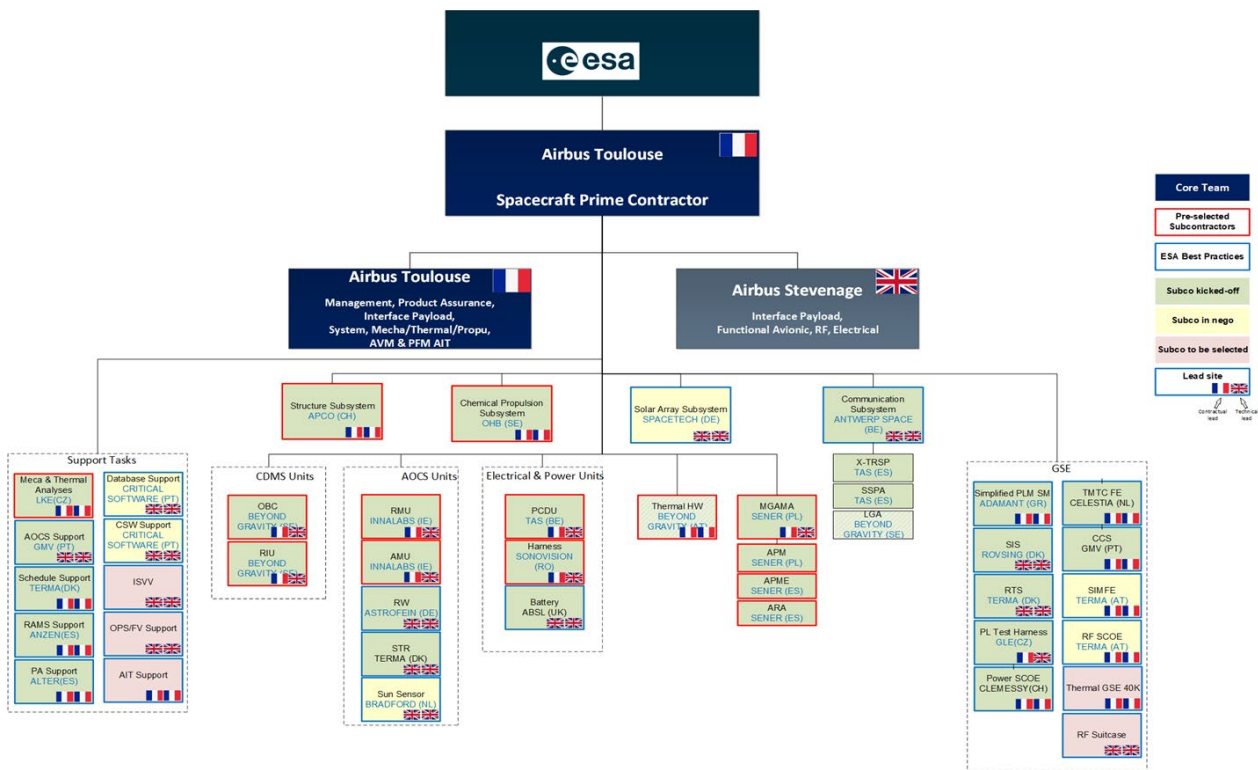 esa
Airbus Toulouse
Spacecraft Prime Contractor
Airbus Toulouse
Management, Product Assurance,
Interface Payload,
System, Mecha/Thermal/Propu,
AVM & PFM AIT
Airbus Stevenage
Interface Payload,
Functional Avionic, RF, Electrical
Core Team
Pre-selected
Subcontractors
ESA Best Practices
Subco kicked-off
Subco in nego
Subco to be selected
Lead site
Contractual
lead
Technical
lead
Structure Subsystem
APCO (CH)
Chemical Propulsion
Subsystem
OHB (SE)
Solar Array Subsystem
SPACETECH (DE)
Communication
Subsystem
ANTWERP SPACE
(BE)
X-TRSP
TAS (ES)
SSPA
TAS (ES)
LGA
BEYOND
GRAVITY (SE)
Support Tasks
Meca & Thermal
Analyses
LKE(CZ)
AOCS Support
GMV (PT)
Schedule Support
TERMA(DK)
RAMS Support
ANZEN(ES)
PA Support
ALTER(ES)
Database Support
CRITICAL
SOFTWARE (PT)
CSW Support
CRITICAL
SOFTWARE (PT)
ISVV
OPS/FV Support
AIT Support
CDMS Units
OBC
BEYOND
GRAVITY (SE)
RIU
BEYOND
GRAVITY (SE)
AOCS Units
RMU
INNALABS (IE)
AMU
INNALABS (IE)
RW
ASTROFEIN (DE)
STR
TERMA (DK)
Sun Sensor
BRADFORD (NL)
Electrical & Power Units
PCDU
TAS (BE)
Harness
SONOVISION
(RO)
Battery
ABSL (UK)
Thermal HW
BEYOND
GRAVITY (AT)
MGAMA
SENER (PL)
APM
SENER (PL)
APME
SENER (ES)
ARA
SENER (ES)
GSE
Simplified PLM SM
ADAMANT (GR)
SIS
ROVSING (DK)
RTS
TERMA (DK)
PL Test Harness
GLE(CZ)
Power SCOE
CLEMESSY(CH)
TMTC FE
CELESTIA (NL)
CCS
GMV (PT)
SIMFE
TERMA (AT)
RF SCOE
TERMA (AT)
Thermal GSE 40K
RF Suitcase